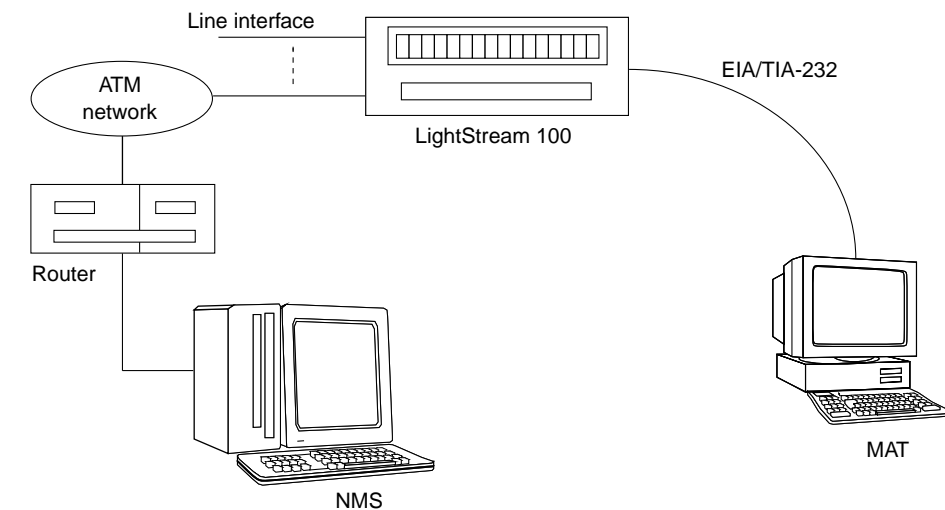 Line interface
ATM
network
EIA/TIA-232
LightStream 100
Router
MAT
NMS